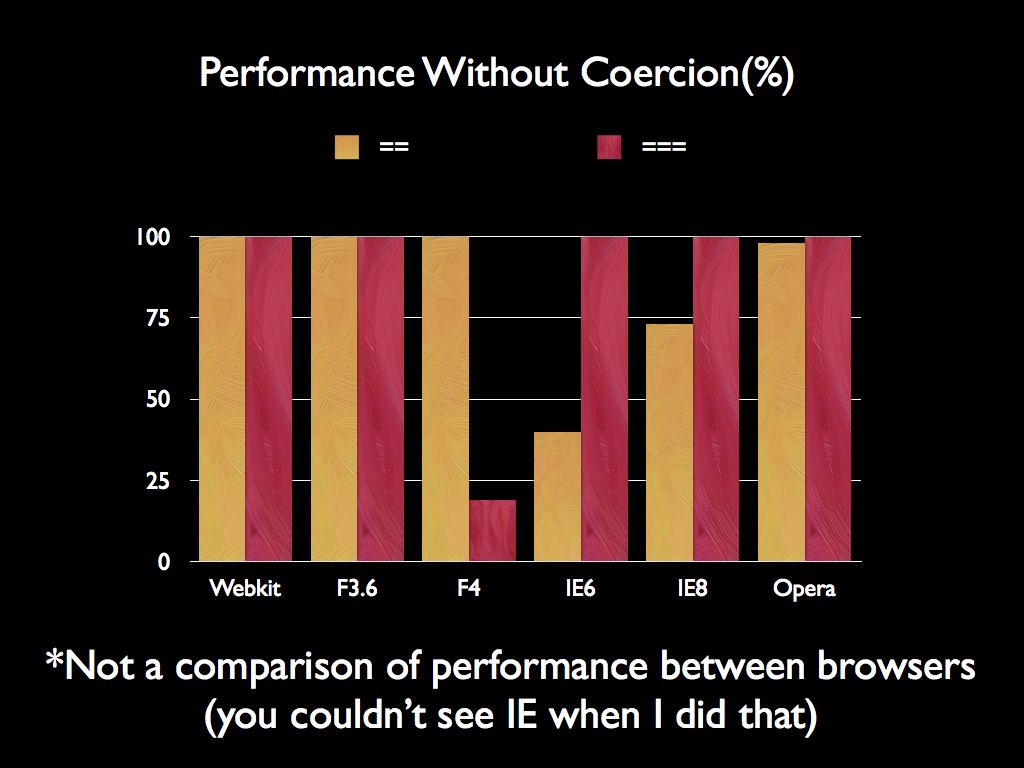 Performance Without Coercion(%)
== ===
100
75
50
25
0
Webkit F3.6 F4 IE6 IE8 Opera
*Not a comparison of performance between browsers
(you couldn't see IE when I did that)